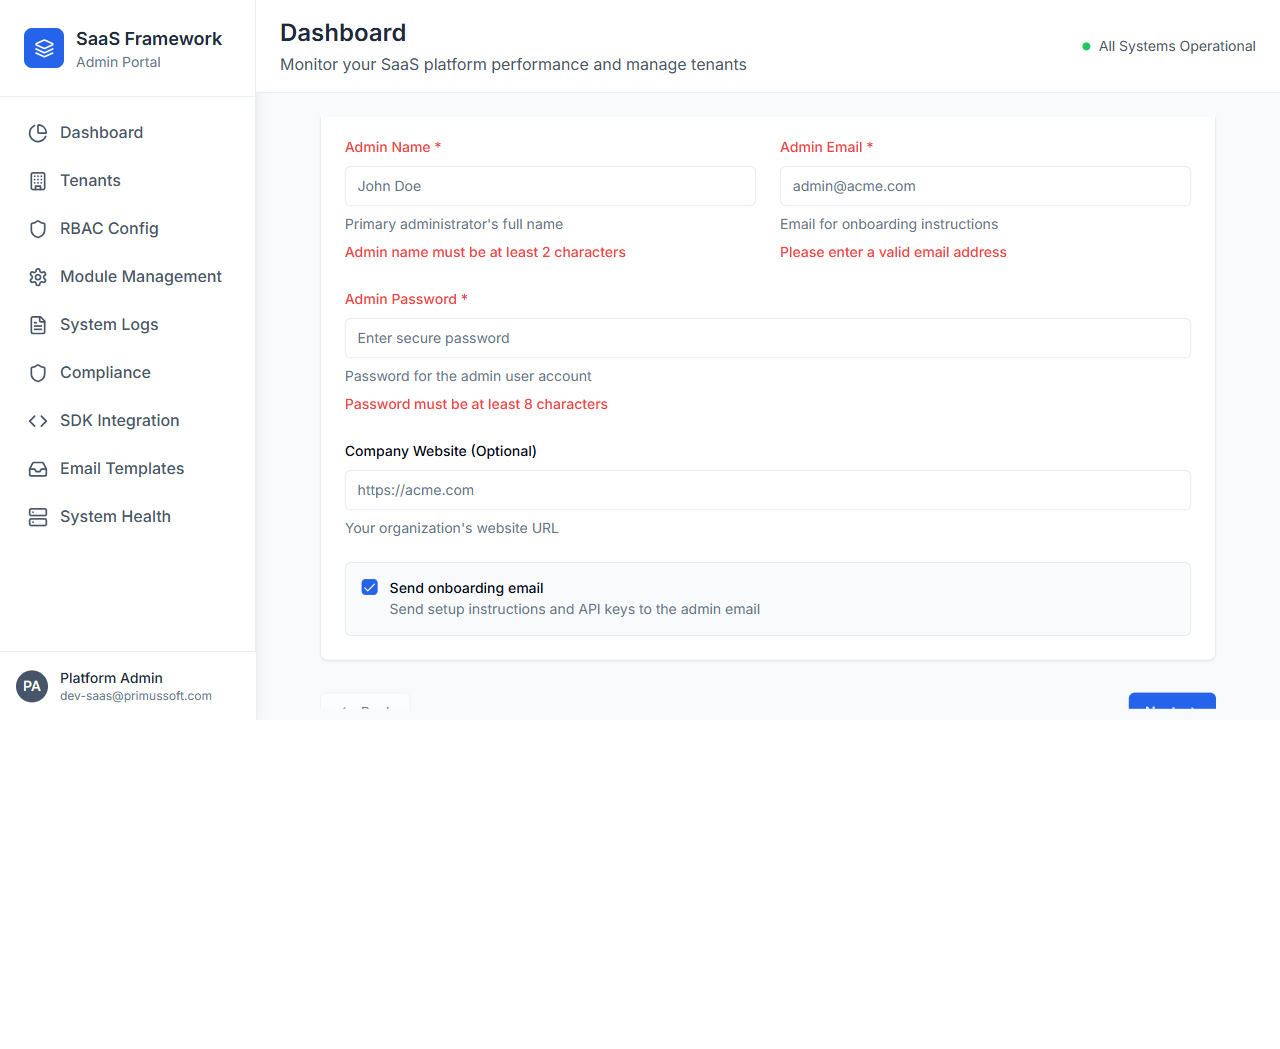 SaaS Framework
Admin Portal
Dashboard
Monitor your SaaS platform performance and manage tenants
All Systems Operational
Dashboard
Tenants
RBAC Config
Module Management
System Logs
Compliance
SDK Integration
Email Templates
System Health
PA
Platform Admin
dev-saas@primussoft.com
Admin Name *
John Doe
Primary administrator's full name
Admin name must be at least 2 characters
Admin Email *
admin@acme.com
Email for onboarding instructions
Please enter a valid email address
Admin Password *
Enter secure password
Password for the admin user account
Password must be at least 8 characters
Company Website (Optional)
https://acme.com
Your organization's website URL
Send onboarding email
Send setup instructions and API keys to the admin email